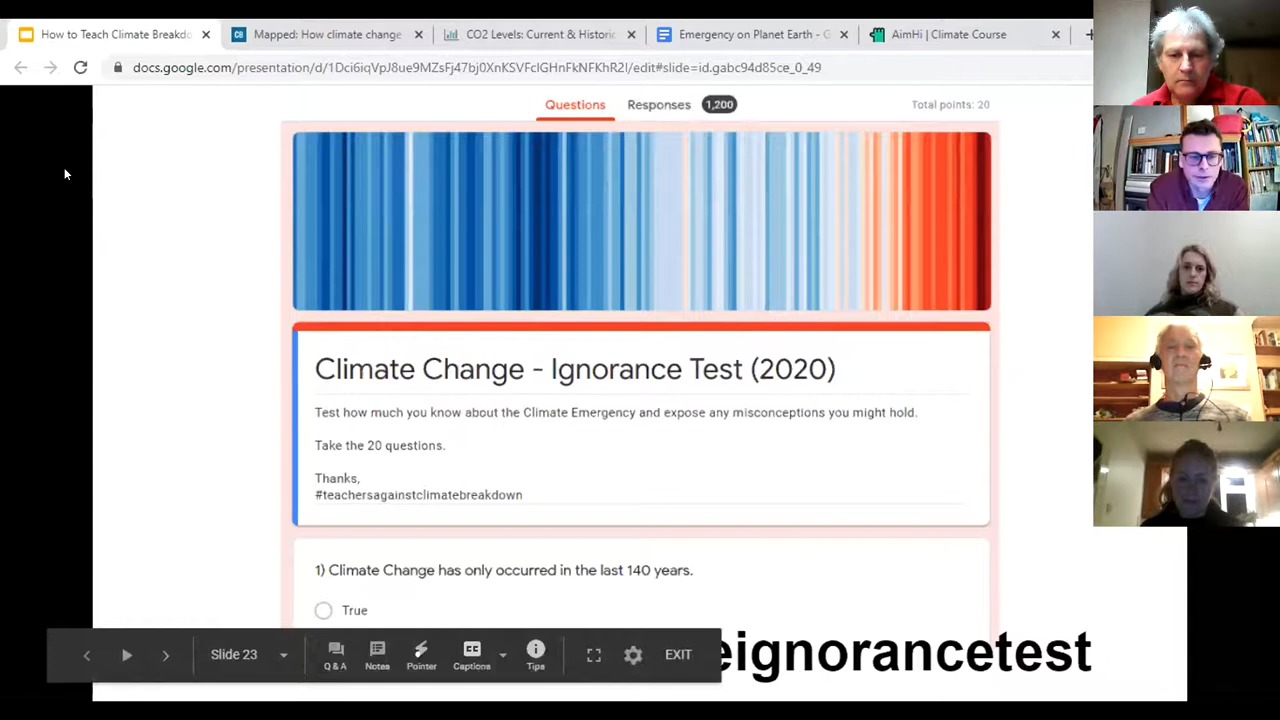 How to Teach Climate Breakdo
Mapped: How climate change
CO2 Levels: Current & Historic
Emergency on Planet Earth - G
AimHi | Climate Course
docs.google.com/presentation/d/1Dci6iqVpJ8ue9MZsFj47bTphnKSVFclGHnFkNFKhR2I/edit#slide=id.gabc94d85ce_0_49
Questions
Responses 1,200
Total points: 20
Climate Change - Ignorance Test (2020)
Test how much you know about the Climate Emergency and expose any misconceptions you might hold.
Take the 20 questions.
Thanks,
#teachersagainstclimatebreakdown
1) Climate Change has only occurred in the last 140 years.
True
eignorancetest
Slide 23
Q & A
Notes
Pointer
Captions
Tips
EXIT